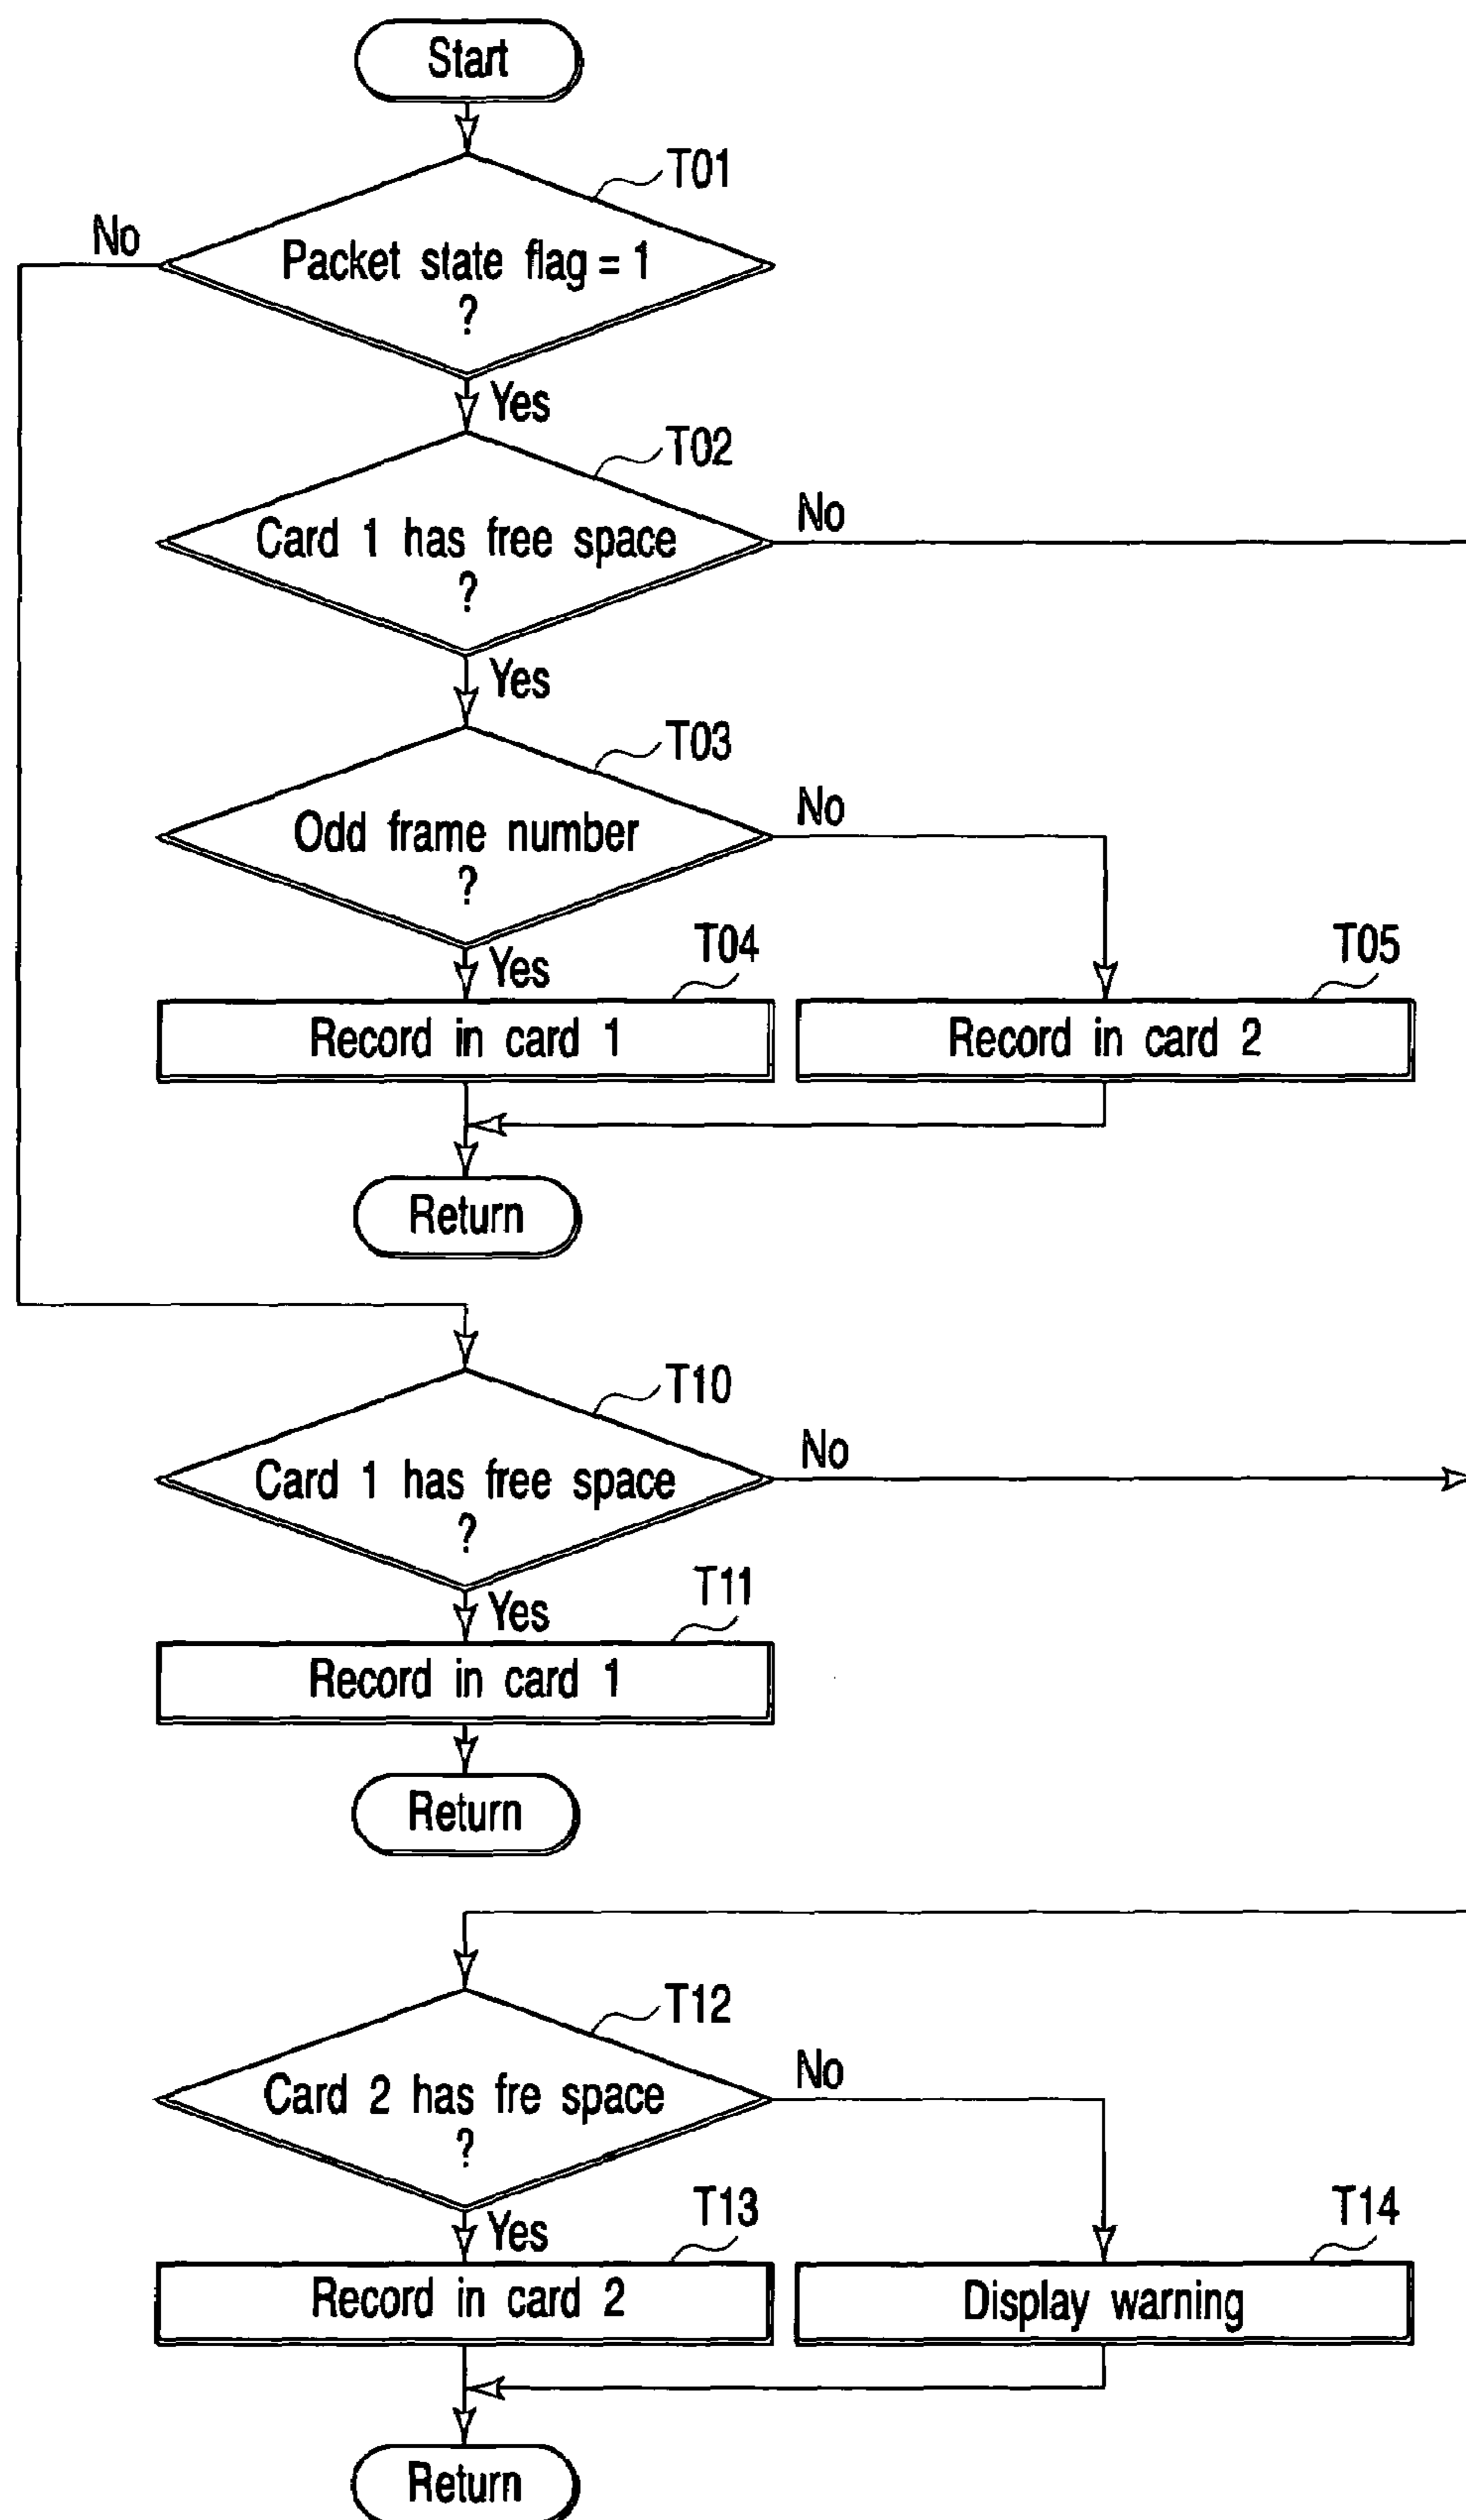 Start
T01
No
Packet state flag = 1
?
Yes
T02
Card 1 has free space
?
No
Yes
T03
Odd frame number
?
No
Yes
T04
T05
Record in card 1
Record in card 2
Return
T10
Card 1 has free space
?
No
Yes
T11
Record in card 1
Return
T12
Card 2 has fre space
?
No
Yes
T13
T14
Record in card 2
Display warning
Return